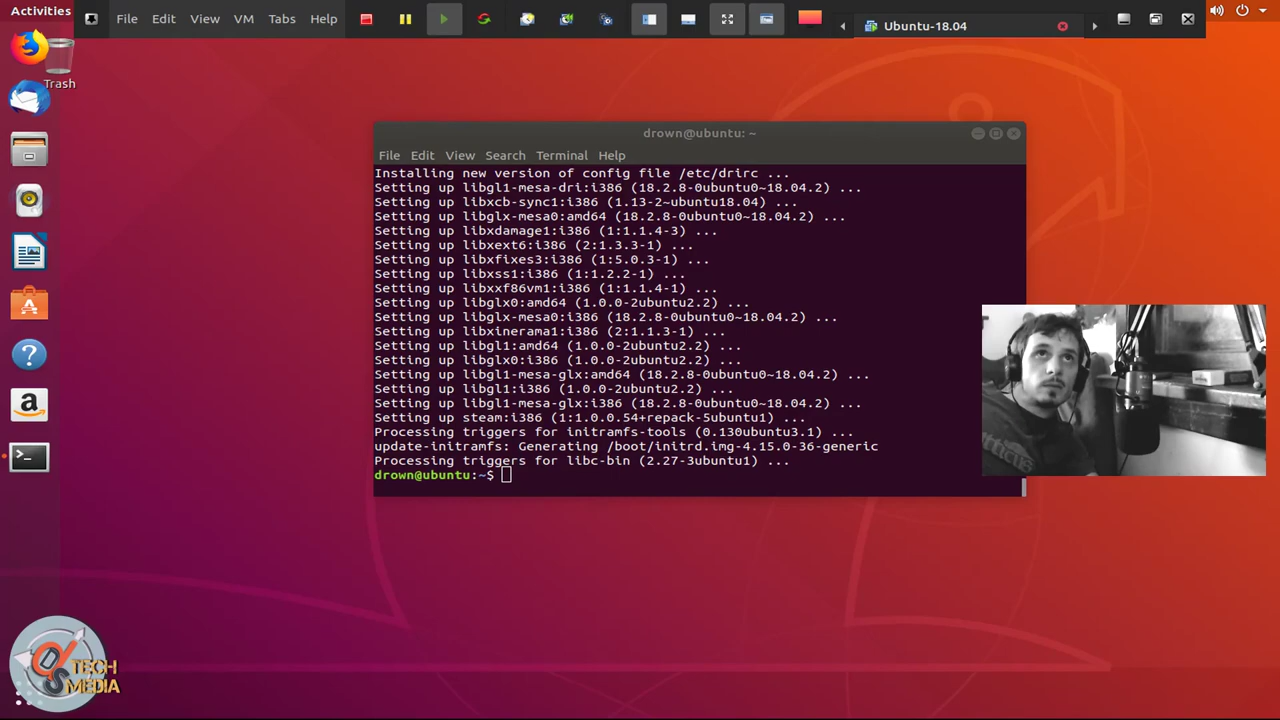 Activities
File Edit View VM Tabs Help
Ubuntu-18.04
Trash
drown@ubuntu: ~
File Edit View Search Terminal Help
Installing new version of config file /etc/drirc ...
Setting up libgl1-mesa-dri:i386 (18.2.8-0ubuntu0~18.04.2) ...
Setting up libxcb-sync1:i386 (1.13-2~ubuntu18.04) ...
Setting up libglx-mesa0:amd64 (18.2.8-0ubuntu0~18.04.2) ...
Setting up libxdamage1:i386 (1:1.1.4-3) ...
Setting up libxext6:i386 (2:1.3.3-1) ...
Setting up libxfixes3:i386 (1:5.0.3-1) ...
Setting up libxss1:i386 (1:1.2.2-1) ...
Setting up libxxf86vm1:i386 (1:1.1.4-1) ...
Setting up libglx0:amd64 (1.0.0-2ubuntu2.2) ...
Setting up libglx-mesa0:i386 (18.2.8-0ubuntu0~18.04.2) ...
Setting up libxinerama1:i386 (2:1.1.3-1) ...
Setting up libgl1:amd64 (1.0.0-2ubuntu2.2) ...
Setting up libglx0:i386 (1.0.0-2ubuntu2.2) ...
Setting up libgl1-mesa-glx:amd64 (18.2.8-0ubuntu0~18.04.2) ...
Setting up libgl1:i386 (1.0.0-2ubuntu2.2) ...
Setting up libgl1-mesa-glx:i386 (18.2.8-0ubuntu0~18.04.2) ...
Setting up steam:i386 (1:1.0.0.54+repack-5ubuntu1) ...
Processing triggers for initramfs-tools (0.130ubuntu3.1) ...
update-initramfs: Generating /boot/initrd.img-4.15.0-36-generic
Processing triggers for libc-bin (2.27-3ubuntu1) ...
drown@ubuntu:~$
TECH
MEDIA